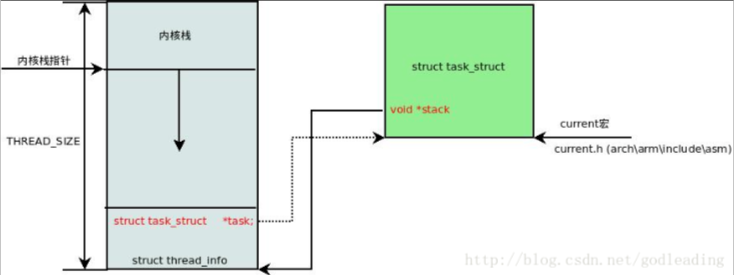 内核栈
内核栈指针
THREAD_SIZE
struct task_struct *task;
struct thread_info
struct task_struct
void *stack
current宏
current.h (arch\arm\include\asm)
http://blog.csdn.net/godleading